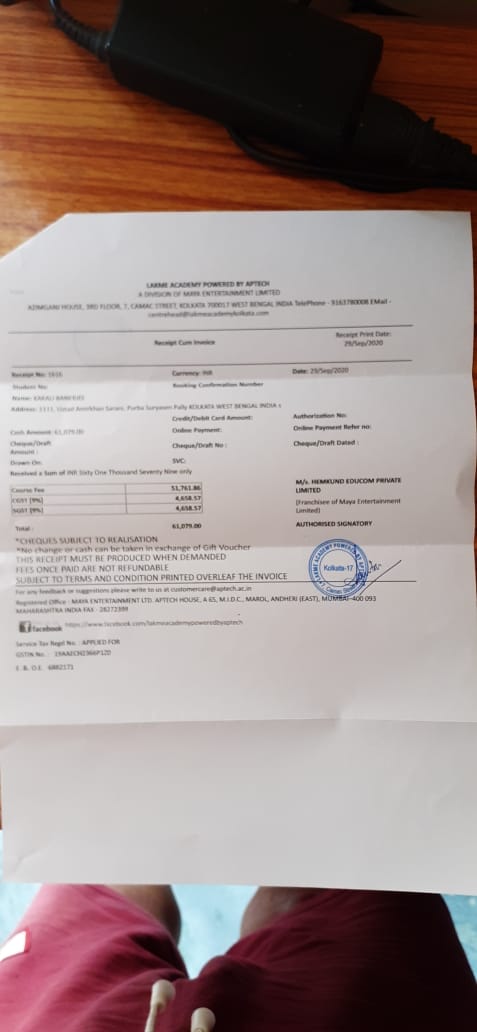 LAKME ACADEMY POWERED BY APTECH
A DIVISION OF MAYA ENTERTAINMENT LIMITED
AZIMGANJ HOUSE, 3RD FLOOR, 7, CAMAC STREET, KOLKATA 700017 WEST BENGAL INDIA TelePhone - 9163780008 EMail -
centrehead@lakmeacademykolkata.com
Receipt Cum Invoice
Receipt Print Date:
29/Sep/2020
Receipt No: 1616
Currency: INR
Date: 29/Sep/2020
Student No:
Booking Confirmation Number
Name: BANERJEE
Address: 1111, Ustad Amirkhan Sarani, Purba Suryasen Pally KOLKATA WEST BENGAL INDIA
Credit/Debit Card Amount:
Authorization No:
Cash Amount: 61,079.00
Online Payment:
Online Payment Refer no:
Cheque/Draft
Amount :
Cheque/Draft No :
Cheque/Draft Dated :
Drawn On:
SVC:
Received a Sum of INR Sixty One Thousand Seventy Nine only
Course Fee 51,761.86
CGST [9%] 4,658.57
SGST [9%] 4,658.57
Total : 61,079.00
M/s. HEMKUND EDUCOM PRIVATE
LIMITED
(Franchisee of Maya Entertainment
Limited)
AUTHORISED SIGNATORY
*CHEQUES SUBJECT TO REALISATION
*No change or cash can be taken in exchange of Gift Voucher
THIS RECEIPT MUST BE PRODUCED WHEN DEMANDED
FEES ONCE PAID ARE NOT REFUNDABLE
SUBJECT TO TERMS AND CONDITION PRINTED OVERLEAF THE INVOICE
LAKME ACADEMY POWERED BY APTECH
Kolkata-17
For any feedback or suggestions please write to us at customercare@aptech.ac.in
Registered Office : MAYA ENTERTAINMENT LTD. APTECH HOUSE, A 65, M.I.D.C., MAROL, ANDHERI (EAST), MUMBAI-400 093
MAHARASHTRA INDIA FAX - 28272399
facebook https://www.facebook.com/lakmeacademypoweredbyaptech
Service Tax Regd No. : APPLIED FOR
GSTIN No. : 19AAECH2366P1ZD
E. & O.E. 6882171